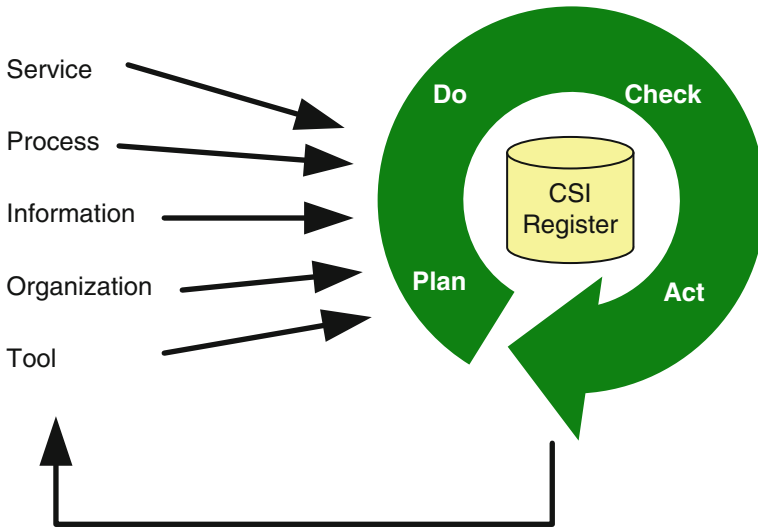 Service
Process
Information
Organization
Tool
Do
Check
CSI
Register
Plan
Act